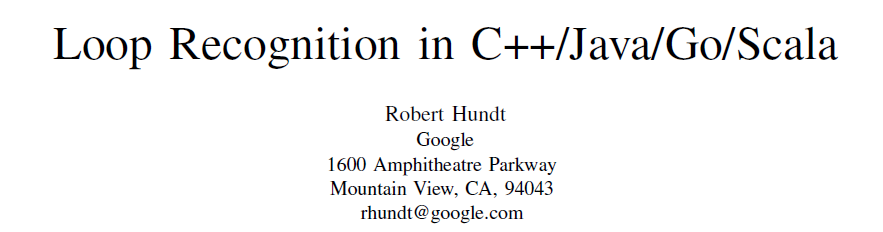 Loop Recognition in C++/Java/Go/Scala
Robert Hundt
Google
1600 Amphitheatre Parkway
Mountain View, CA, 94043
rhundt@google.com